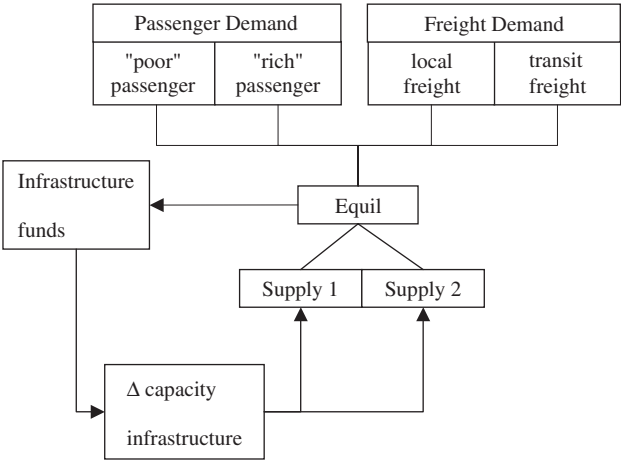 Passenger Demand
"poor"
passenger
"rich"
passenger
Freight Demand
local
freight
transit
freight
Infrastructure
funds
Equil
Supply 1
Supply 2
Δ capacity
infrastructure